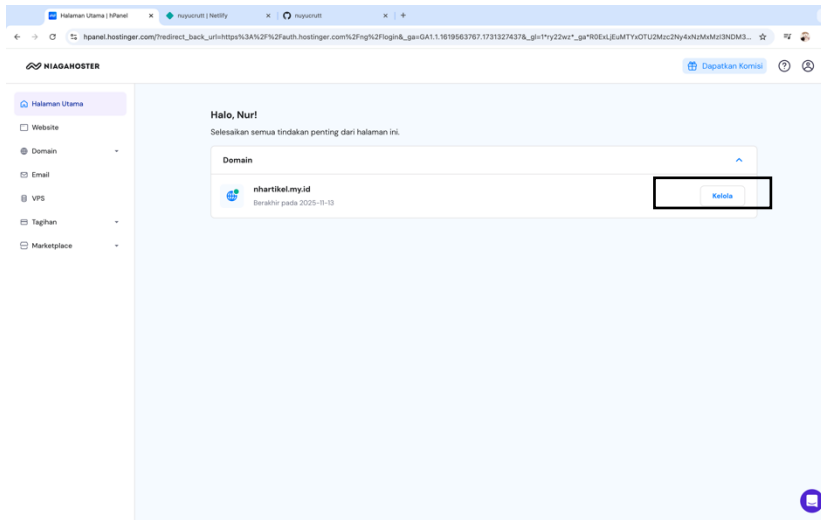 Halaman Utama | hPanel
nuyucrutt | Netlify
nuyucrutt
hpanel.hostinger.com/?redirect_back_url=https%3A%2F%2Fauth.hostinger.com%2Fng%2Flogin&_ga=GA1.1.1619563767.1731327437&_gl=1*ry22wz*_ga*
NIAGAHOSTER
Dapatkan Komisi
Halaman Utama
Website
Domain
Email
VPS
Tagihan
Marketplace
Halo, Nur!
Selesaikan semua tindakan penting dari halaman ini.
Domain
nhartikel.my.id
Berakhir pada 2025-11-13
Kelola